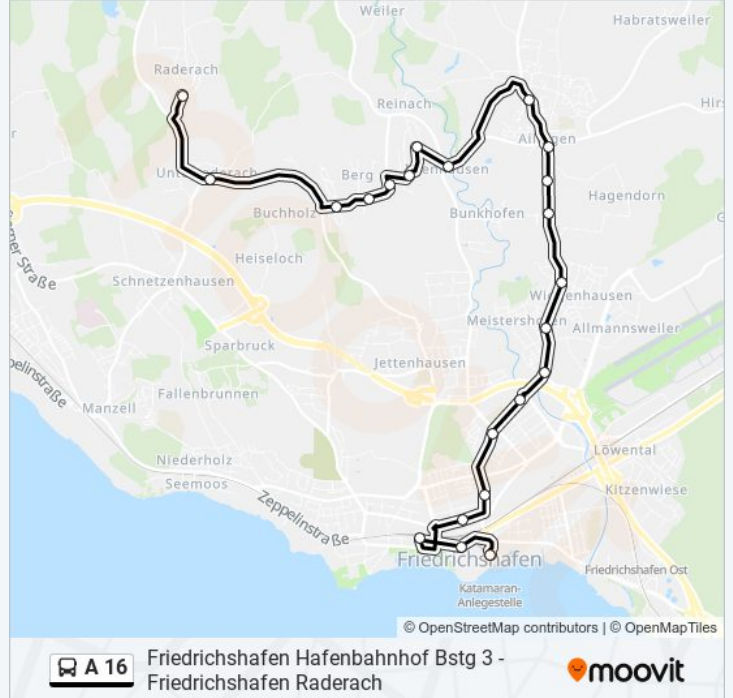 Weiler
Habratsweiler
Raderach
Reinach
Hirs
Berg
Buchholz
Hagendorn
Bunkhofen
Heiseloch
Schnetzenhausen
Meistershofen
Allmannsweiler
Sparbruck
Jettenhausen
Fallenbrunnen
Manzell
Löwental
Niederholz
Kitzenwiese
Seemoos
Zeppelinstraße
Friedrichshafen
Friedrichshafen Ost
Katamaran-
Anlegestelle
© OpenStreetMap contributors | © OpenMapTiles
A 16
Friedrichshafen Hafenbahnhof Bstg 3 -
Friedrichshafen Raderach
moovit